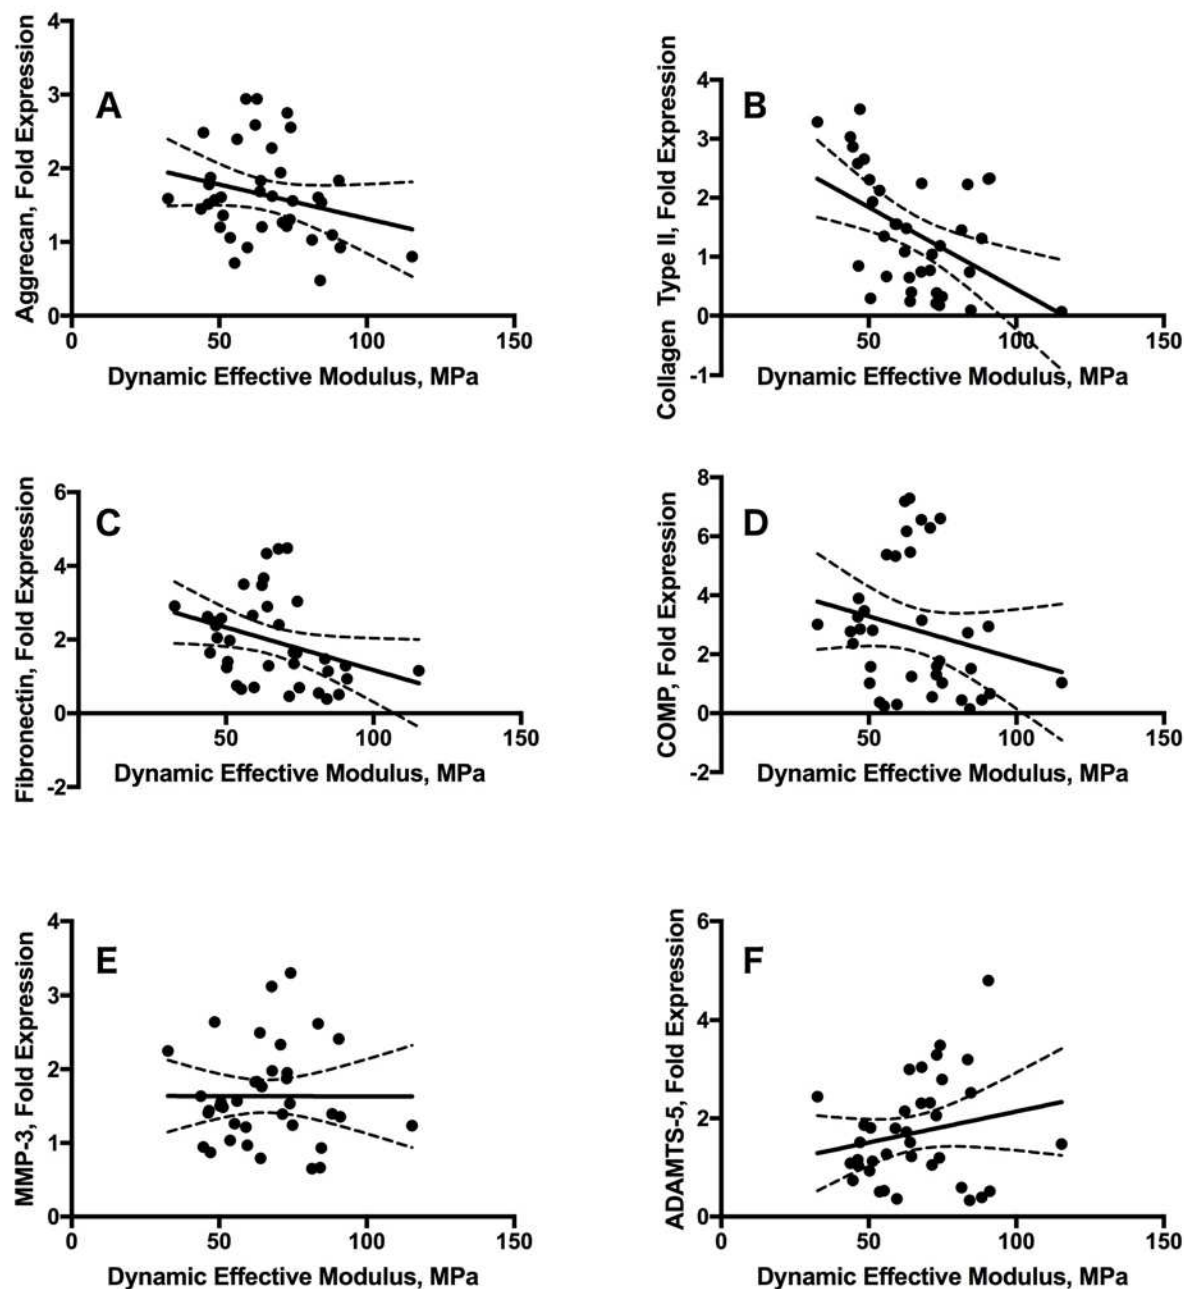 A
Aggrecan, Fold Expression
4
3
2
1
0
0 50 100 150
Dynamic Effective Modulus, MPa
B
Collagen Type II, Fold Expression
4
3
2
1
0
-1
50 100 150
Dynamic Effective Modulus, MPa
C
Fibronectin, Fold Expression
6
4
2
0
-2
50 100 150
Dynamic Effective Modulus, MPa
D
COMP, Fold Expression
8
6
4
2
0
-2
50 100 150
Dynamic Effective Modulus, MPa
E
MMP-3, Fold Expression
4
3
2
1
0
0 50 100 150
Dynamic Effective Modulus, MPa
F
ADAMTS-5, Fold Expression
6
4
2
0
0 50 100 150
Dynamic Effective Modulus, MPa